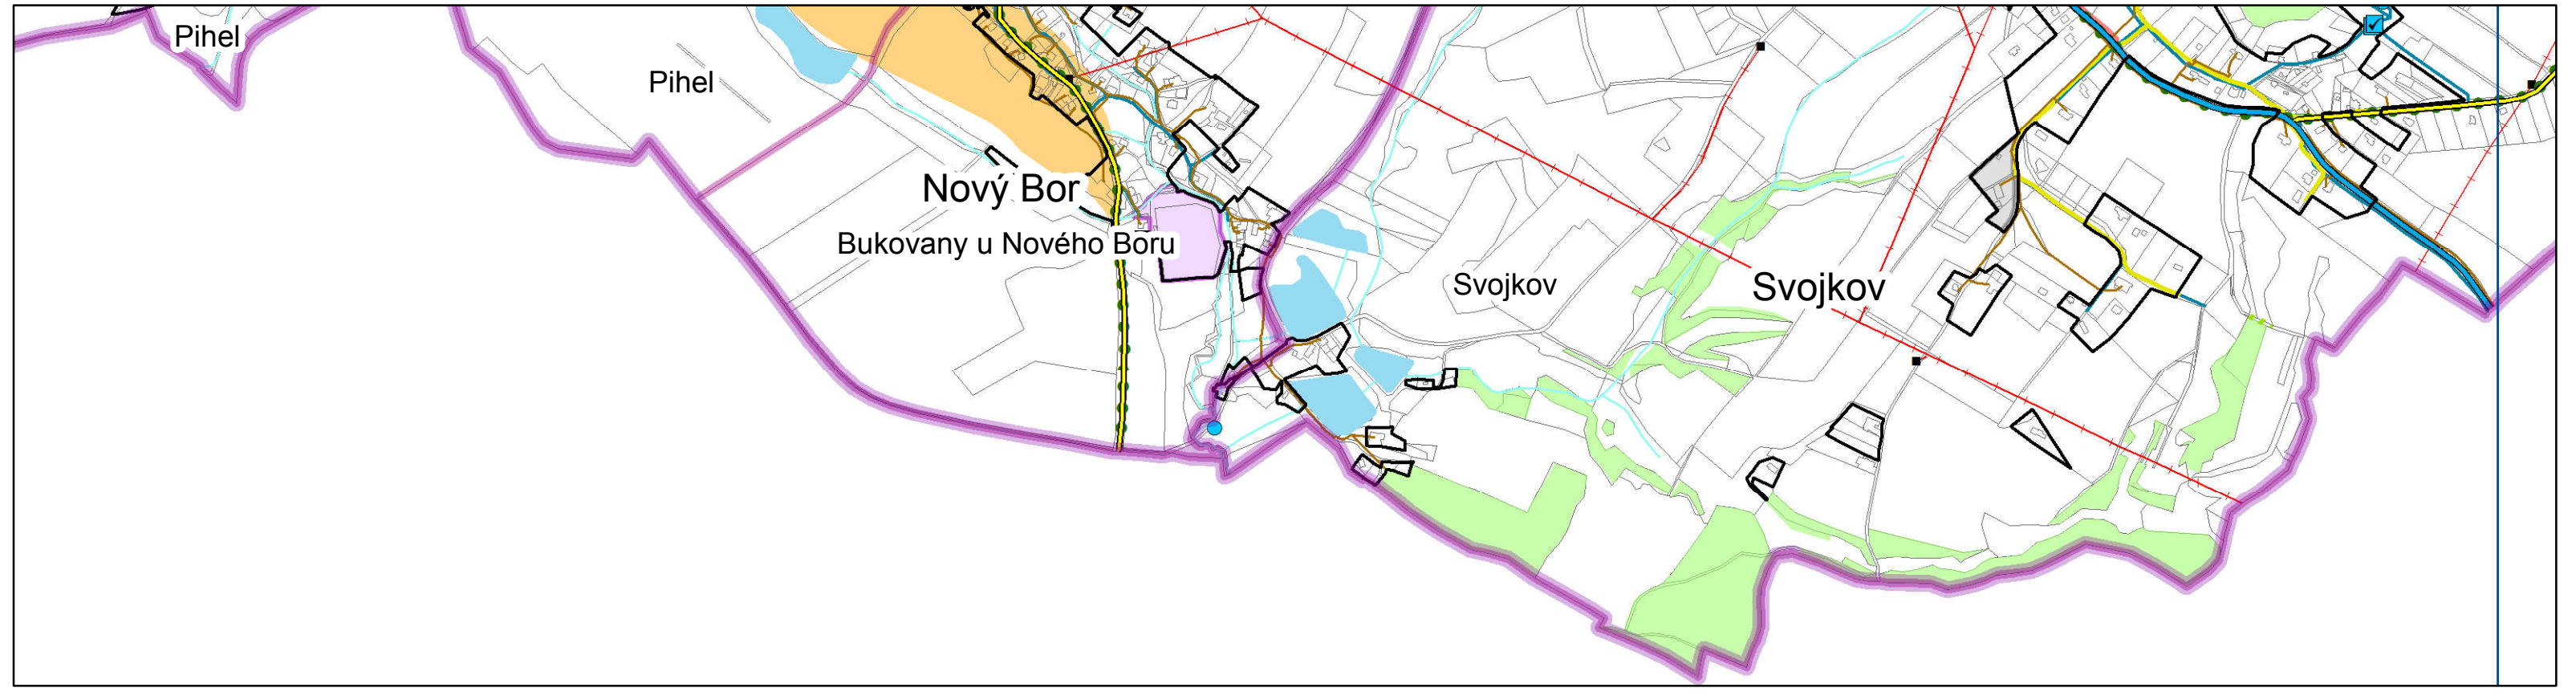 Pihel
Pihel
Nový Bor
Bukovany u Nového Boru
Svojkov
Svojkov